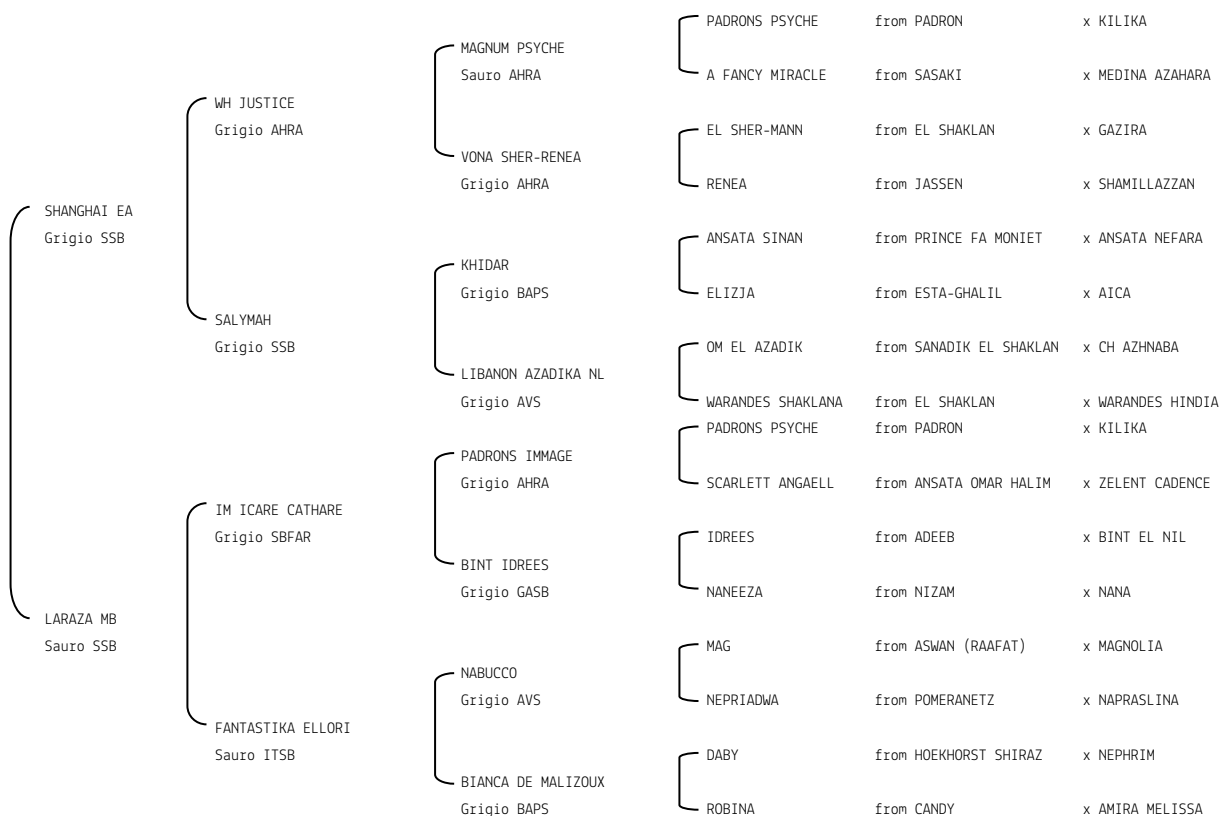 PADRONS PSYCHE from PADRON x KILIKA
MAGNUM PSYCHE
Sauro AHRA A FANCY MIRACLE from SASAKI x MEDINA AZAHARA
WH JUSTICE
Grigio AHRA EL SHER-MANN from EL SHAKLAN x GAZIRA
VONA SHER-RENEA
Grigio AHRA RENEA from JASSEN x SHAMILLAZZAN
SHANGHAI EA
Grigio SSB ANSATA SINAN from PRINCE FA MONIET x ANSATA NEFARA
KHIDAR
Grigio BAPS ELIZJA from ESTA-GHALIL x AICA
SALYMAH
Grigio SSB OM EL AZADIK from SANADIK EL SHAKLAN x CH AZHNABA
LIBANON AZADIKA NL
Grigio AVS WARANDES SHAKLANA from EL SHAKLAN x WARANDES HINDIA
PADRONS PSYCHE from PADRON x KILIKA
PADRONS IMMAGE
Grigio AHRA SCARLETT ANGAELL from ANSATA OMAR HALIM x ZELENT CADENCE
IM ICARE CATHARE
Grigio SBFAR IDREES from ADEEB x BINT EL NIL
BINT IDREES
Grigio GASB NANEEZA from NIZAM x NANA
LARAZA MB
Sauro SSB MAG from ASWAN (RAAFAT) x MAGNOLIA
NABUCCO
Grigio AVS NEPRIADWA from POMERANETZ x NAPRASLINA
FANTASTIKA ELLORI
Sauro ITSB DABY from HOEKHORST SHIRAZ x NEPHRIM
BIANCA DE MALIZOUX
Grigio BAPS ROBINA from CANDY x AMIRA MELISSA